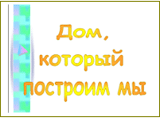 Дом,
который
построим мы